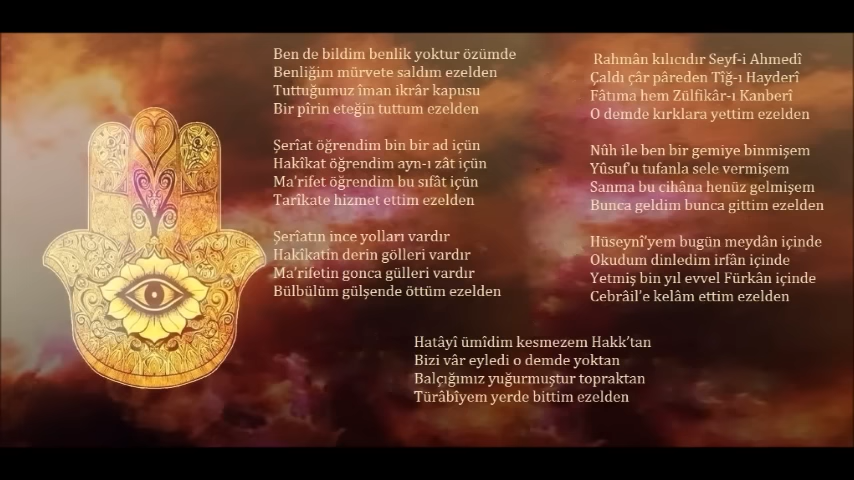 Ben de bildim benlik yoktur özümde
Benliğim mürvete saldım ezelden
Tuttuğumuz îman ikrâr kapusu
Bir pîrin eteğin tuttum ezelden
Şerîat öğrendim bin bir ad içün
Hakîkat öğrendim ayn-ı zât içün
Ma'rifet öğrendim bu sıfât içün
Tarîkate hizmet ettim ezelden
Şerîatın ince yolları vardır
Hakîkatin derin gölleri vardır
Ma'rifetin gonca gülleri vardır
Bülbülüm gülşende öttüm ezelden
Rahmân kılıcıdır Seyf-i Ahmedî
Çaldı çâr pâreden Tîğ-ı Hayderî
Fâtıma hem Zülfikâr-ı Kanberî
O demde kırklara yettim ezelden
Nûh ile ben bir gemiye binmişem
Yûsuf'u tufanla sele vermişem
Sanma bu cihâna henüz gelmişem
Bunca geldim bunca gittim ezelden
Hüseynî'yem bugün meydân içinde
Okudum dinledim irfân içinde
Yetmiş bin yıl evvel Fürkân içinde
Cebrâil'e kelâm ettim ezelden
Hatâyî ümîdim kesmezem Hakk'tan
Bizi vâr eyledi o demde yoktan
Balçığımız yuğurmuştur topraktan
Türâbîyem yerde bittim ezelden